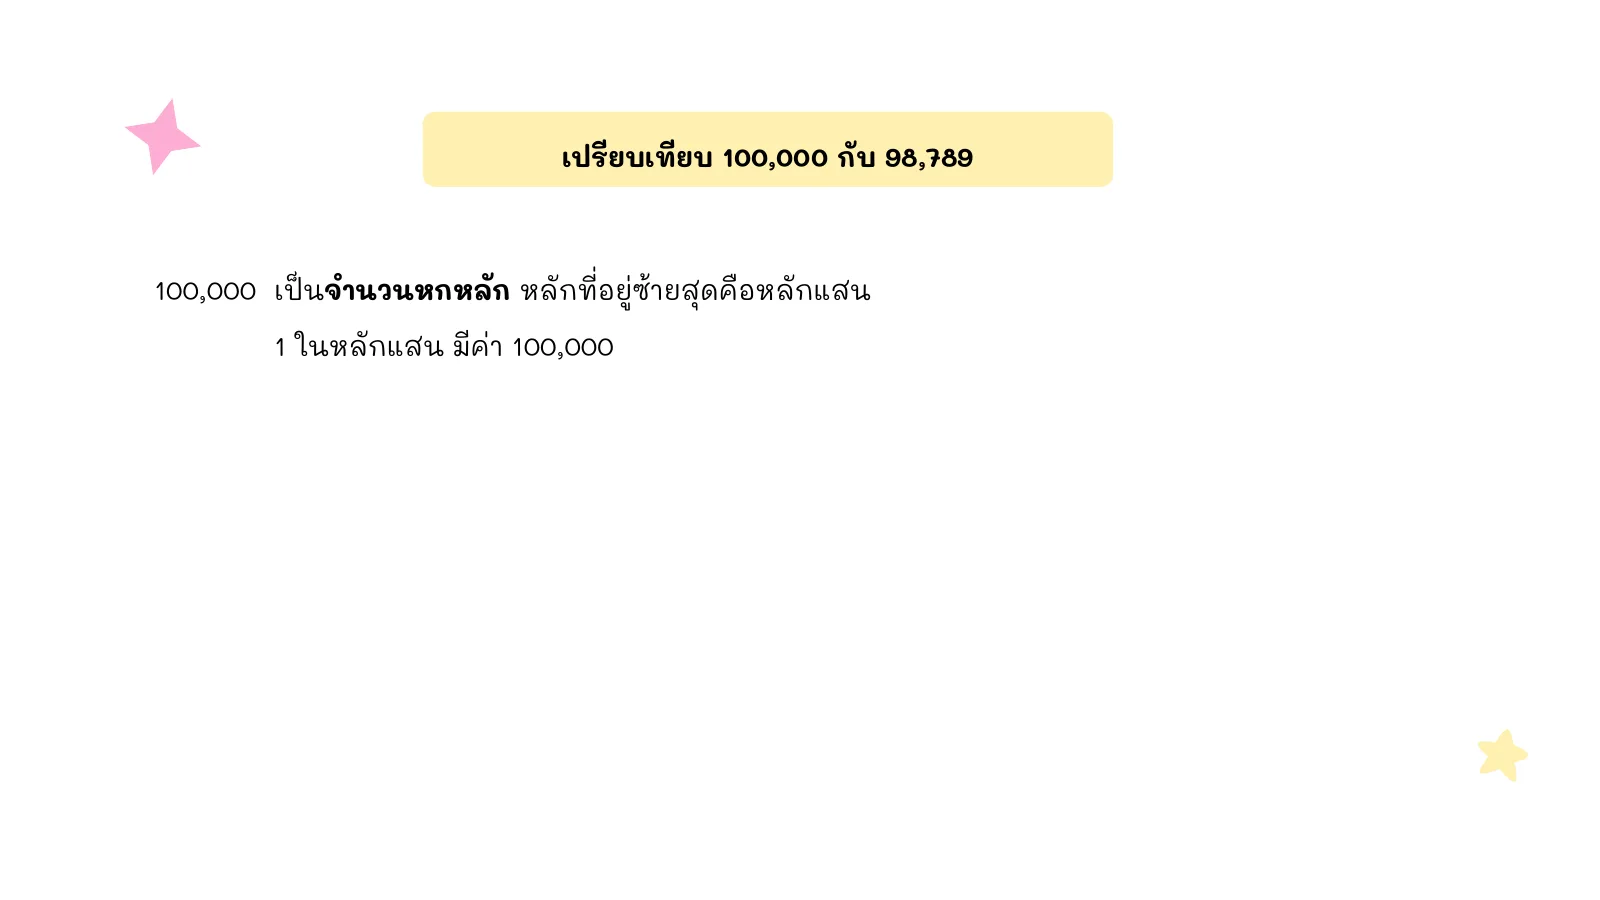 เปรียบเทียบ 100,000 กับ 98,789
100,000 เป็นจำนวนหกหลัก หลักที่อยู่ซ้ายสุดคือหลักแสน
1 ในหลักแสน มีค่า 100,000